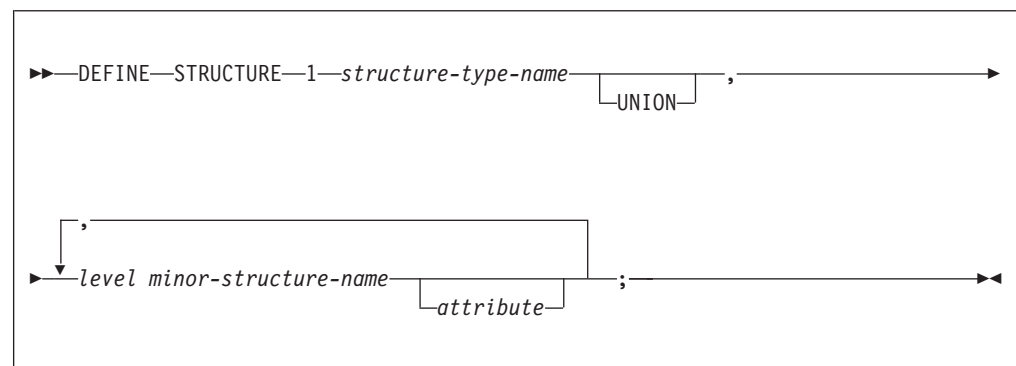 DEFINE STRUCTURE 1 structure-type-name ,
UNION
,
level minor-structure-name ;
attribute